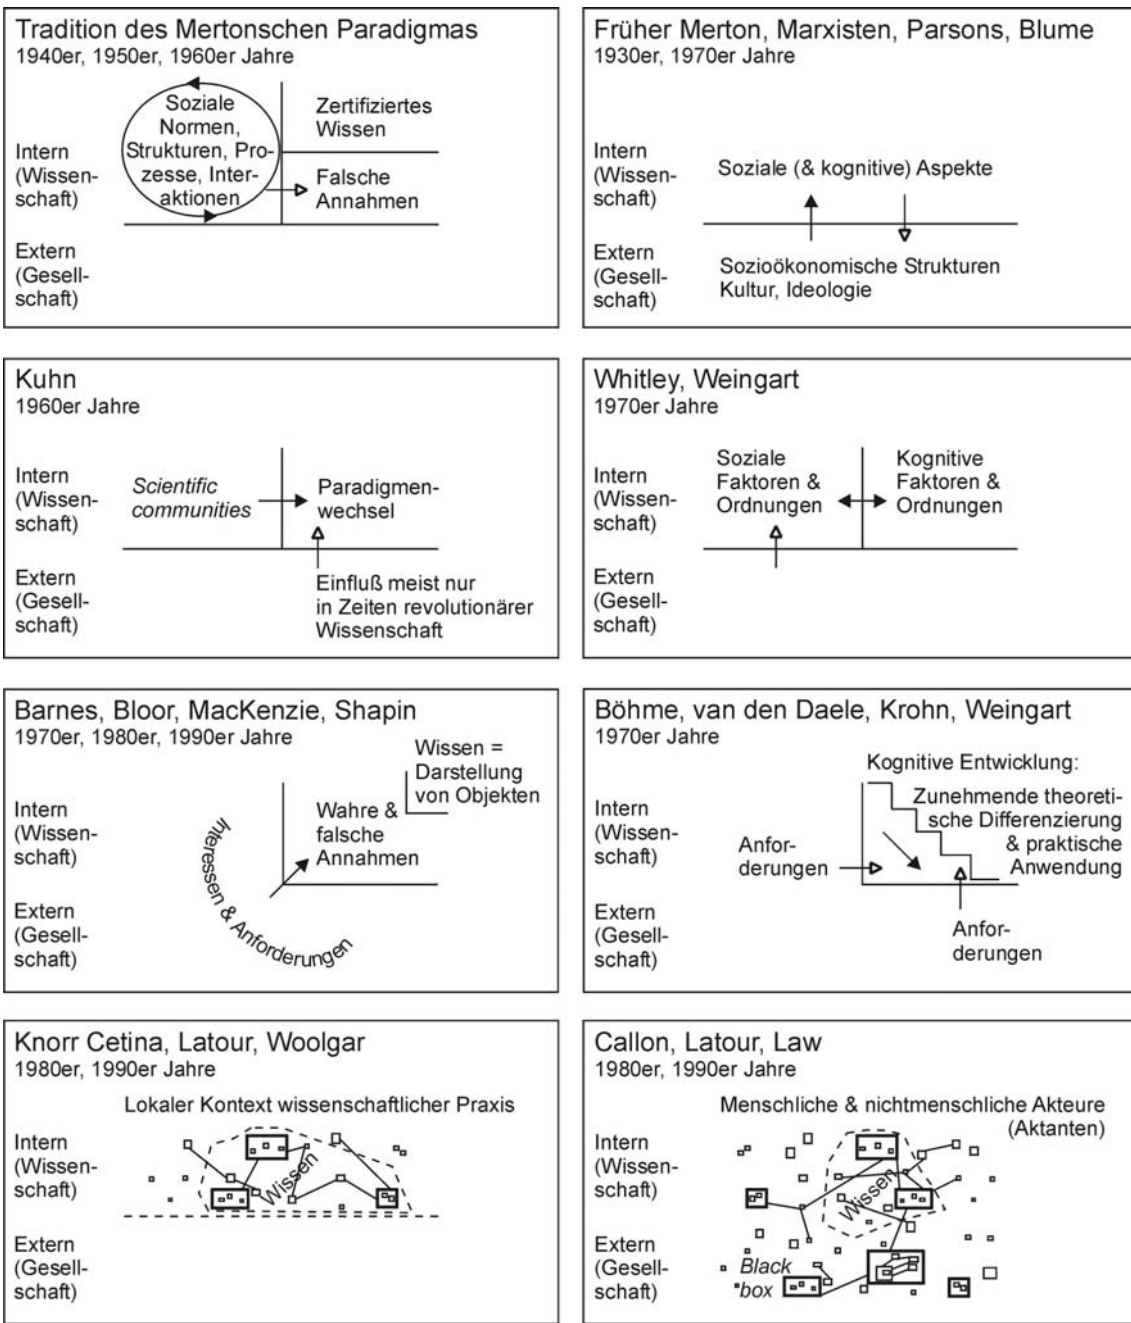 Tradition des Mertonschen Paradigmas
1940er, 1950er, 1960er Jahre
Soziale
Normen,
Strukturen, Pro-
zesse, Inter-
aktionen
Zertifiziertes
Wissen
Falsche
Annahmen
Intern
(Wissen-
schaft)
Extern
(Gesell-
schaft)
Früher Merton, Marxisten, Parsons, Blume
1930er, 1970er Jahre
Intern
(Wissen-
schaft)
Soziale (& kognitive) Aspekte
Extern
(Gesell-
schaft)
Sozioökonomische Strukturen
Kultur, Ideologie
Kuhn
1960er Jahre
Intern
(Wissen-
schaft)
Scientific
communities
Paradigmen-
wechsel
Extern
(Gesell-
schaft)
Einfluß meist nur
in Zeiten revolutionärer
Wissenschaft
Whitley, Weingart
1970er Jahre
Intern
(Wissen-
schaft)
Soziale
Faktoren &
Ordnungen
Kognitive
Faktoren &
Ordnungen
Extern
(Gesell-
schaft)
Barnes, Bloor, MacKenzie, Shapin
1970er, 1980er, 1990er Jahre
Wissen =
Darstellung
von Objekten
Intern
(Wissen-
schaft)
Wahre &
falsche
Annahmen
Interessen & Anforderungen
Extern
(Gesell-
schaft)
Böhme, van den Daele, Krohn, Weingart
1970er Jahre
Kognitive Entwicklung:
Zunehmende theoreti-
sche Differenzierung
& praktische
Anwendung
Intern
(Wissen-
schaft)
Anfor-
derungen
Extern
(Gesell-
schaft)
Anfor-
derungen
Knorr Cetina, Latour, Woolgar
1980er, 1990er Jahre
Lokaler Kontext wissenschaftlicher Praxis
Intern
(Wissen-
schaft)
Wissen
Extern
(Gesell-
schaft)
Callon, Latour, Law
1980er, 1990er Jahre
Menschliche & nichtmenschliche Akteure
(Aktanten)
Intern
(Wissen-
schaft)
Wissen
Extern
(Gesell-
schaft)
Black
box